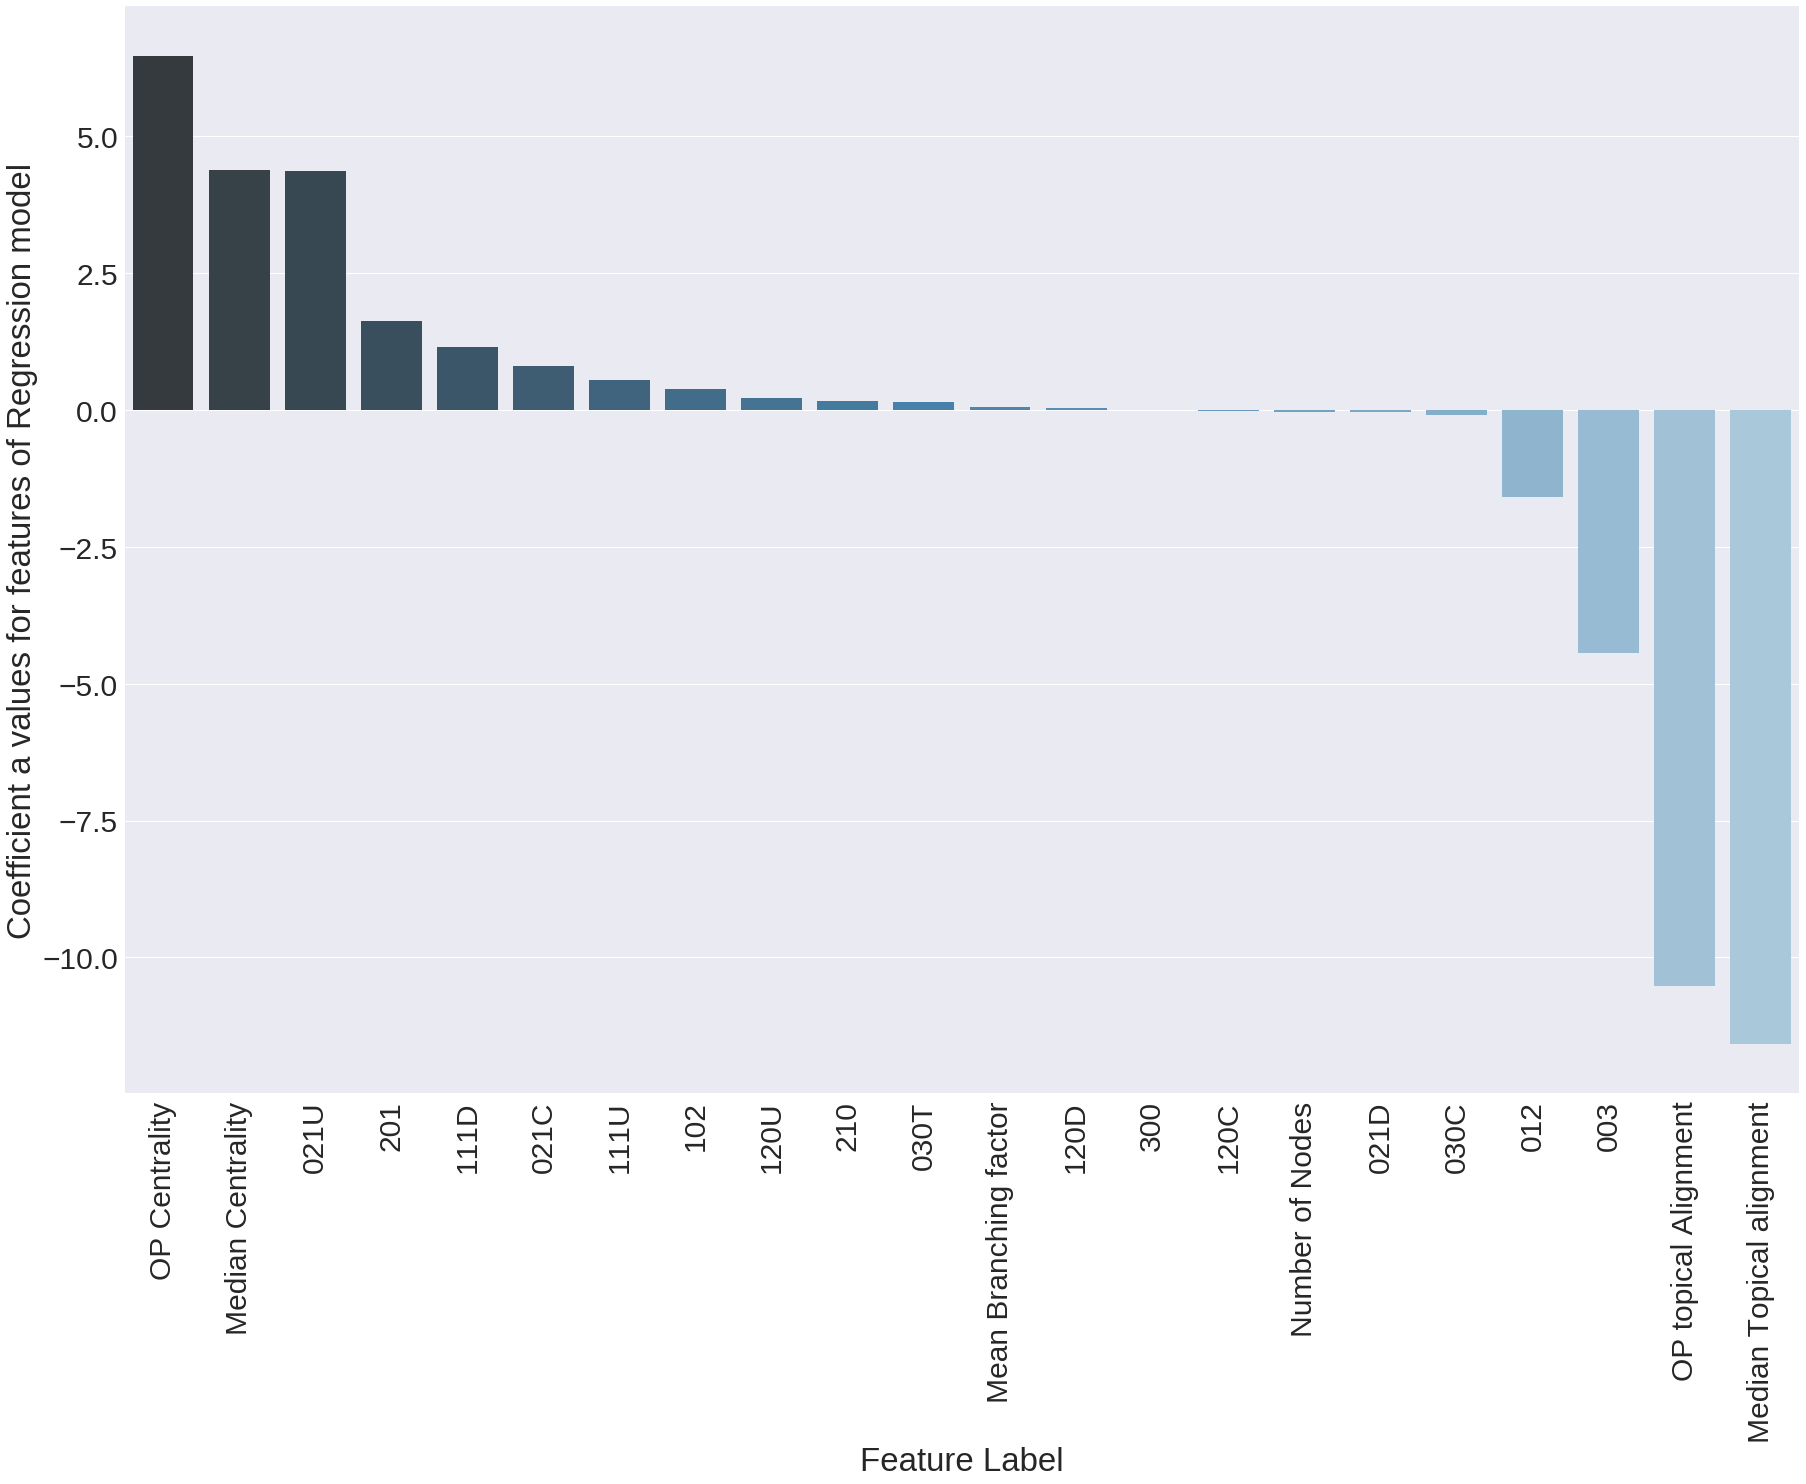 Coefficient a values for features of Regression model
5.0
2.5
0.0
−2.5
−5.0
−7.5
−10.0
OP Centrality
Median Centrality
021U
201
111D
021C
111U
102
120U
210
030T
Mean Branching factor
120D
300
120C
Number of Nodes
021D
030C
012
003
OP topical Alignment
Median Topical alignment
Feature Label